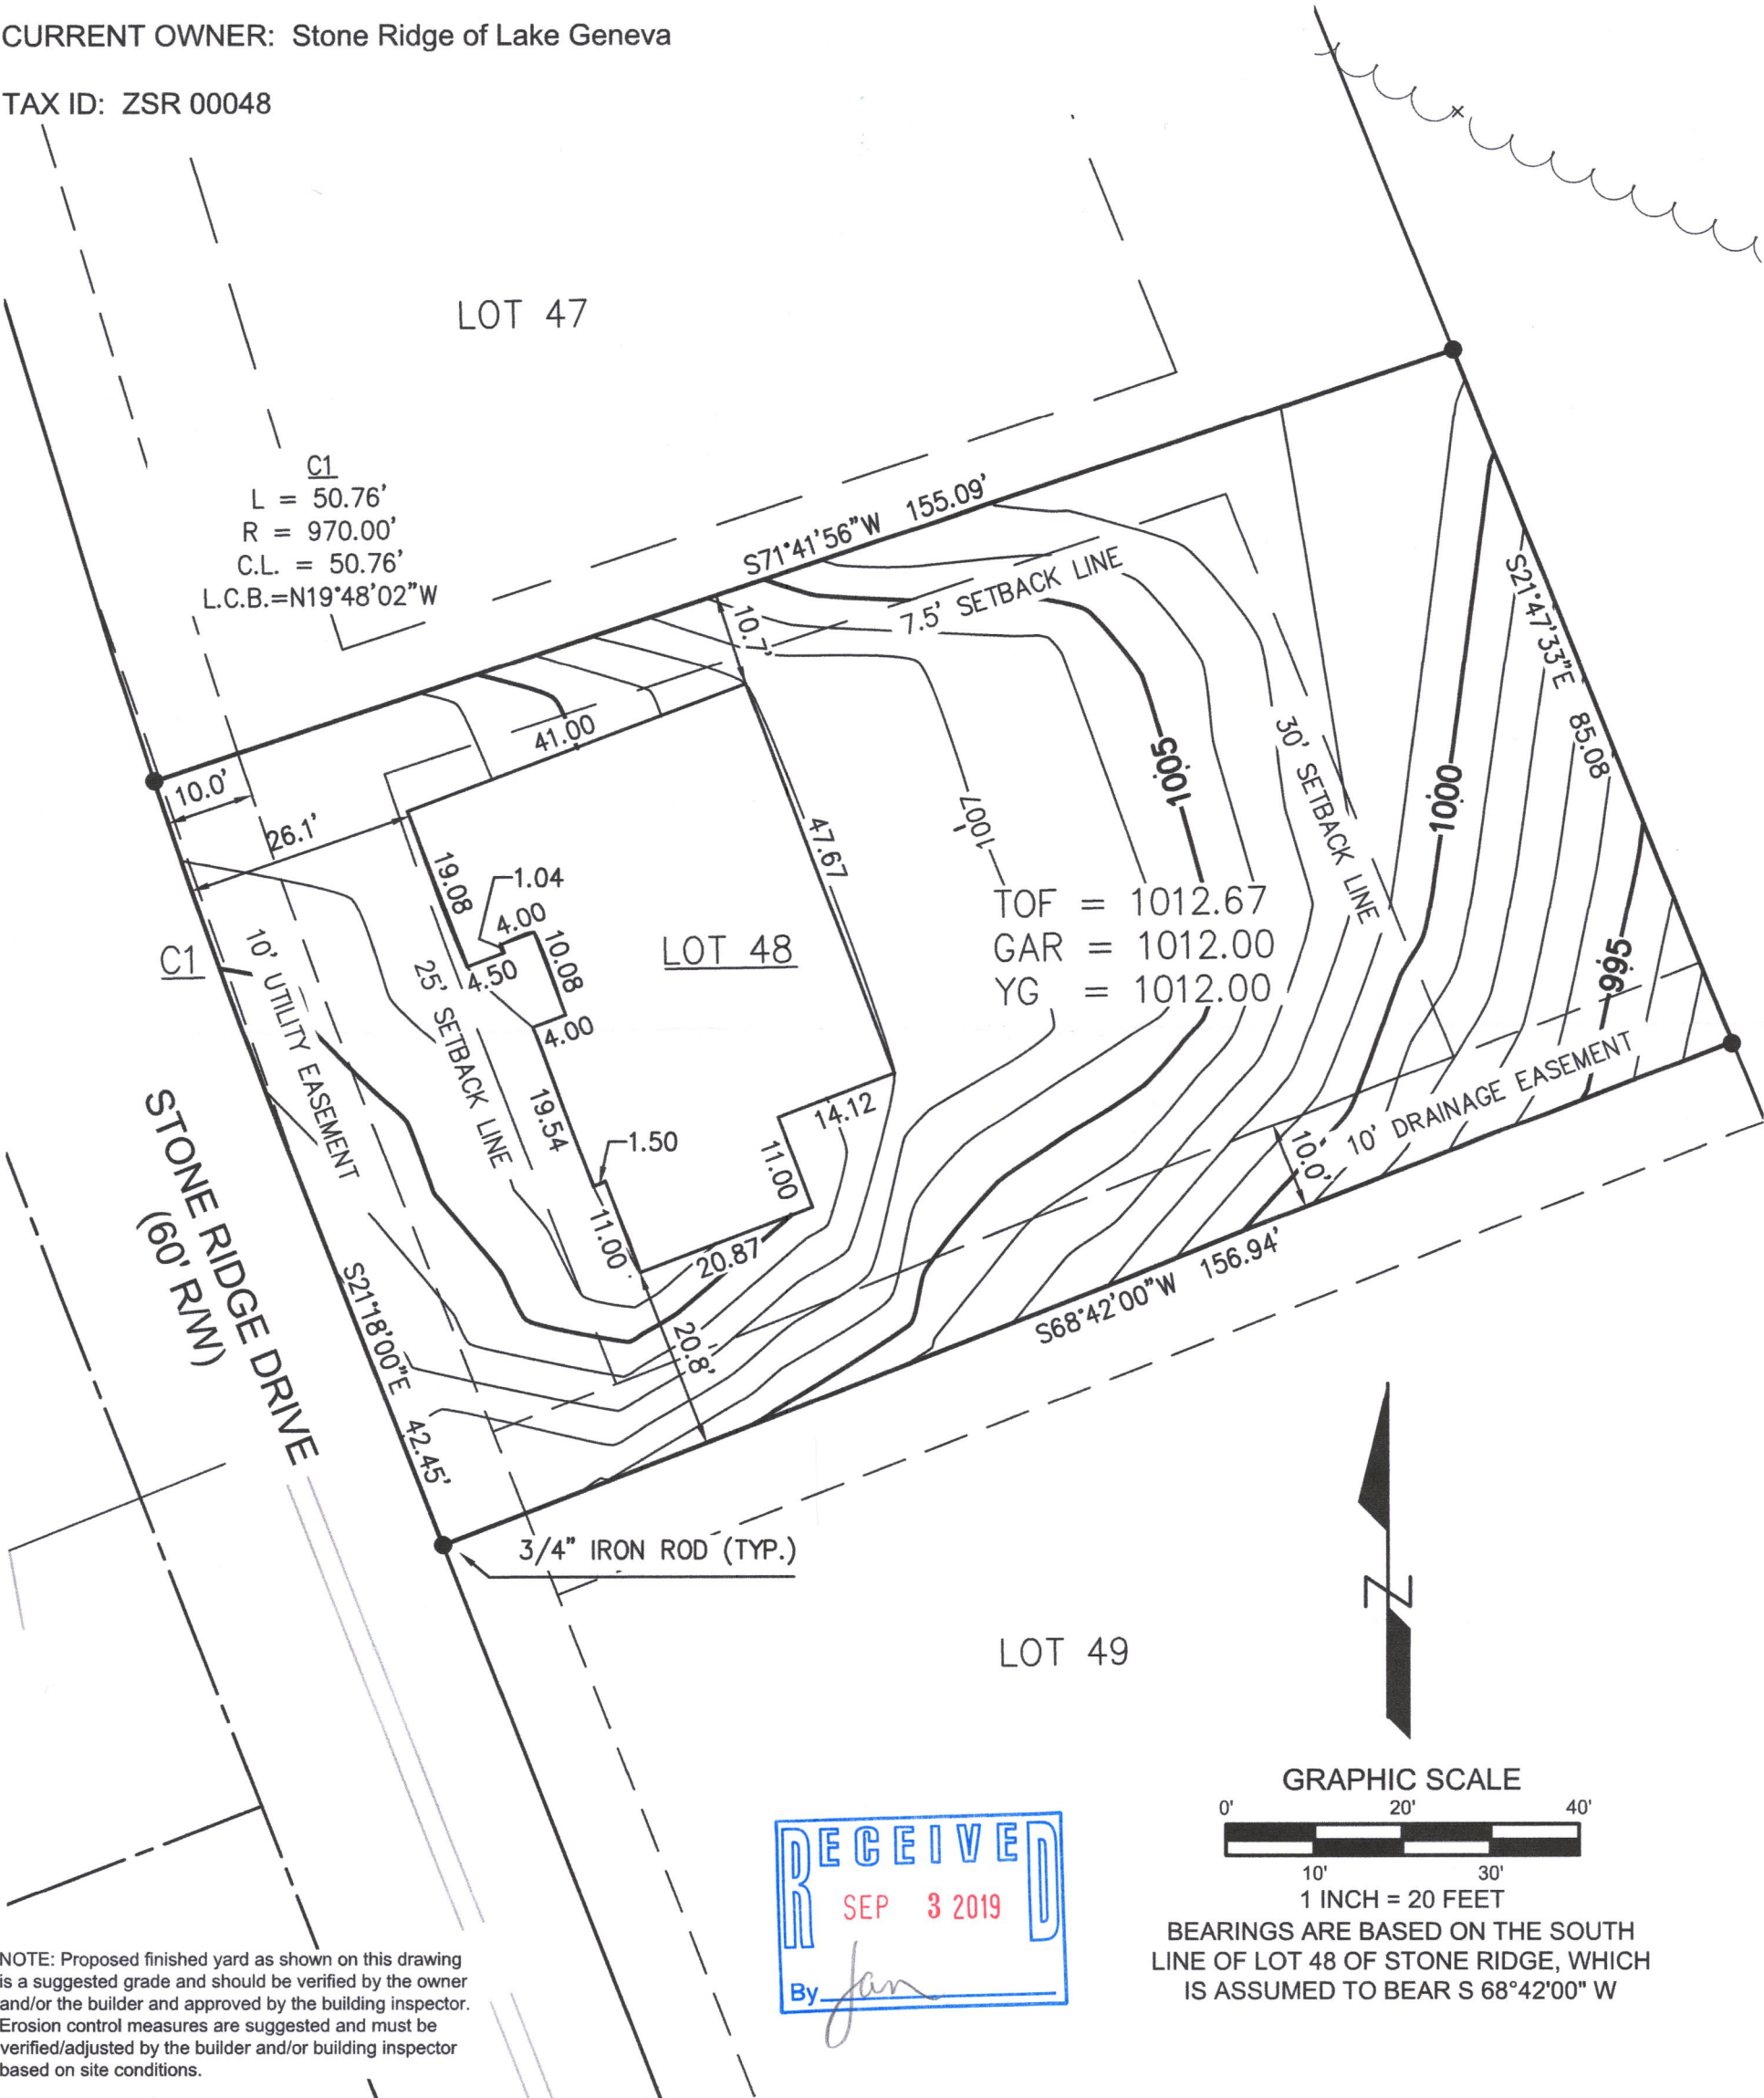 CURRENT OWNER: Stone Ridge of Lake Geneva
TAX ID: ZSR 00048
LOT 47
C1
L = 50.76'
R = 970.00'
C.L. = 50.76'
L.C.B.=N19°48'02"W
S71°41'56"W 155.09'
7.5' SETBACK LINE
10.7'
S21°47'33"E 85.08'
41.00
10.0'
26.1'
30' SETBACK LINE
1005
1007
1000
995
47.67
19.08
1.04
4.00
10.08
4.50
4.00
LOT 48
TOF = 1012.67
GAR = 1012.00
YG = 1012.00
C1
10' UTILITY EASEMENT
25' SETBACK LINE
19.54
1.50
14.12
11.00
11.00
20.87
20.8'
10.0'
10' DRAINAGE EASEMENT
S68°42'00"W 156.94'
STONE RIDGE DRIVE
(60' R/W)
S21°18'00"E 42.45'
3/4" IRON ROD (TYP.)
LOT 49
N
GRAPHIC SCALE
0' 20' 40'
10' 30'
1 INCH = 20 FEET
BEARINGS ARE BASED ON THE SOUTH
LINE OF LOT 48 OF STONE RIDGE, WHICH
IS ASSUMED TO BEAR S 68°42'00" W
RECEIVED
SEP 3 2019
By Jan
NOTE: Proposed finished yard as shown on this drawing
is a suggested grade and should be verified by the owner
and/or the builder and approved by the building inspector.
Erosion control measures are suggested and must be
verified/adjusted by the builder and/or building inspector
based on site conditions.